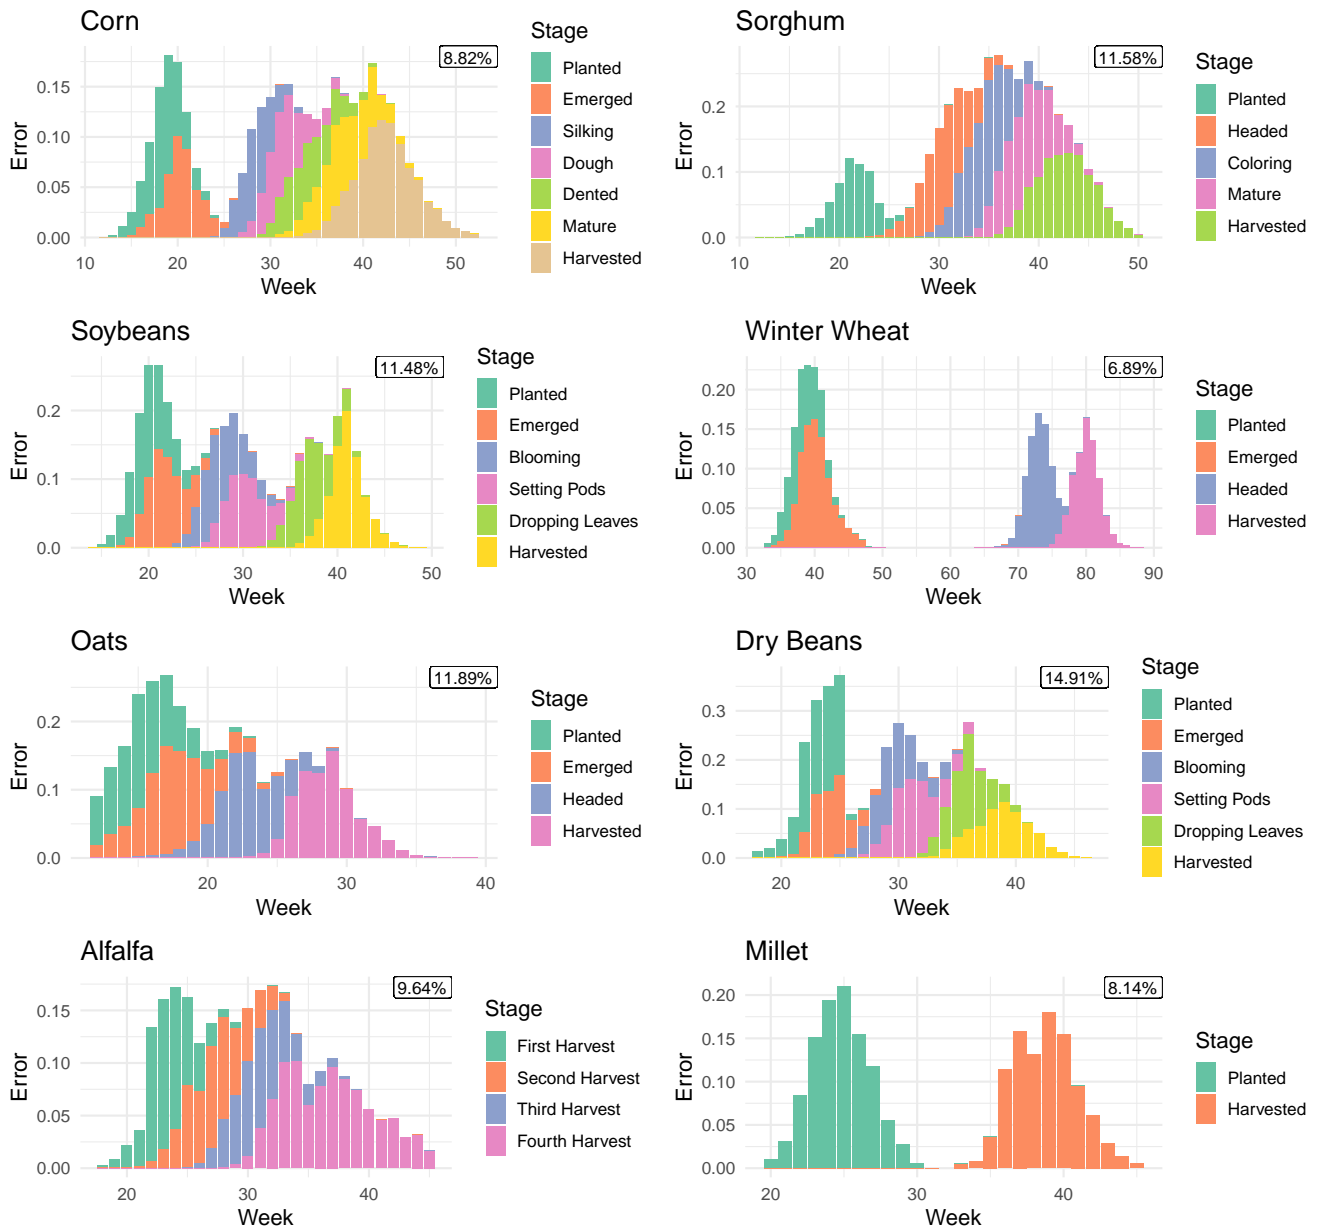 Corn
8.82%
0.15
0.10
0.05
0.00
Error
10 20 30 40 50
Week
Stage
Planted
Emerged
Silking
Dough
Dented
Mature
Harvested
Sorghum
11.58%
0.2
0.1
0.0
Error
10 20 30 40 50
Week
Stage
Planted
Headed
Coloring
Mature
Harvested
Soybeans
11.48%
0.2
0.1
0.0
Error
20 30 40 50
Week
Stage
Planted
Emerged
Blooming
Setting Pods
Dropping Leaves
Harvested
Winter Wheat
6.89%
0.20
0.15
0.10
0.05
0.00
Error
30 40 50 60 70 80 90
Week
Stage
Planted
Emerged
Headed
Harvested
Oats
11.89%
0.2
0.1
0.0
Error
20 30 40
Week
Stage
Planted
Emerged
Headed
Harvested
Dry Beans
14.91%
0.3
0.2
0.1
0.0
Error
20 30 40
Week
Stage
Planted
Emerged
Blooming
Setting Pods
Dropping Leaves
Harvested
Alfalfa
9.64%
0.15
0.10
0.05
0.00
Error
20 30 40
Week
Stage
First Harvest
Second Harvest
Third Harvest
Fourth Harvest
Millet
8.14%
0.20
0.15
0.10
0.05
0.00
Error
20 30 40
Week
Stage
Planted
Harvested